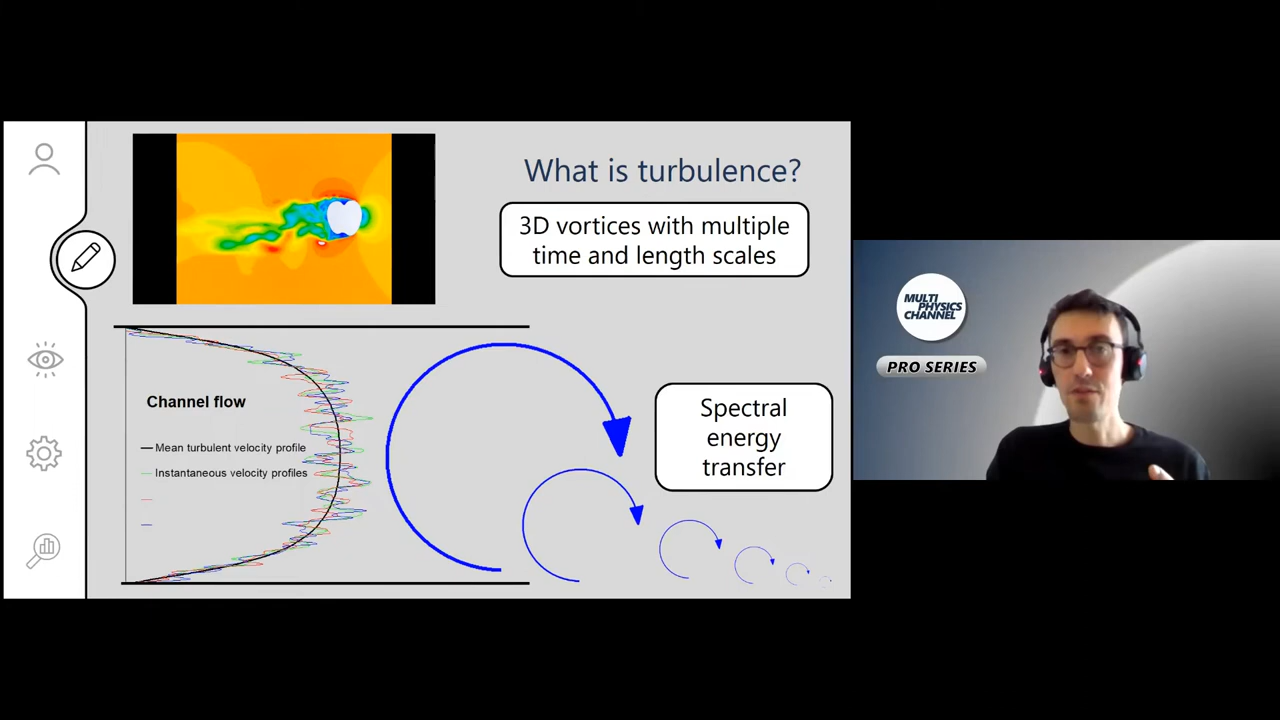 What is turbulence?
3D vortices with multiple
time and length scales
Channel flow
Mean turbulent velocity profile
Instantaneous velocity profiles
Spectral
energy
transfer
MULTI
PHYSICS
CHANNEL
PRO SERIES